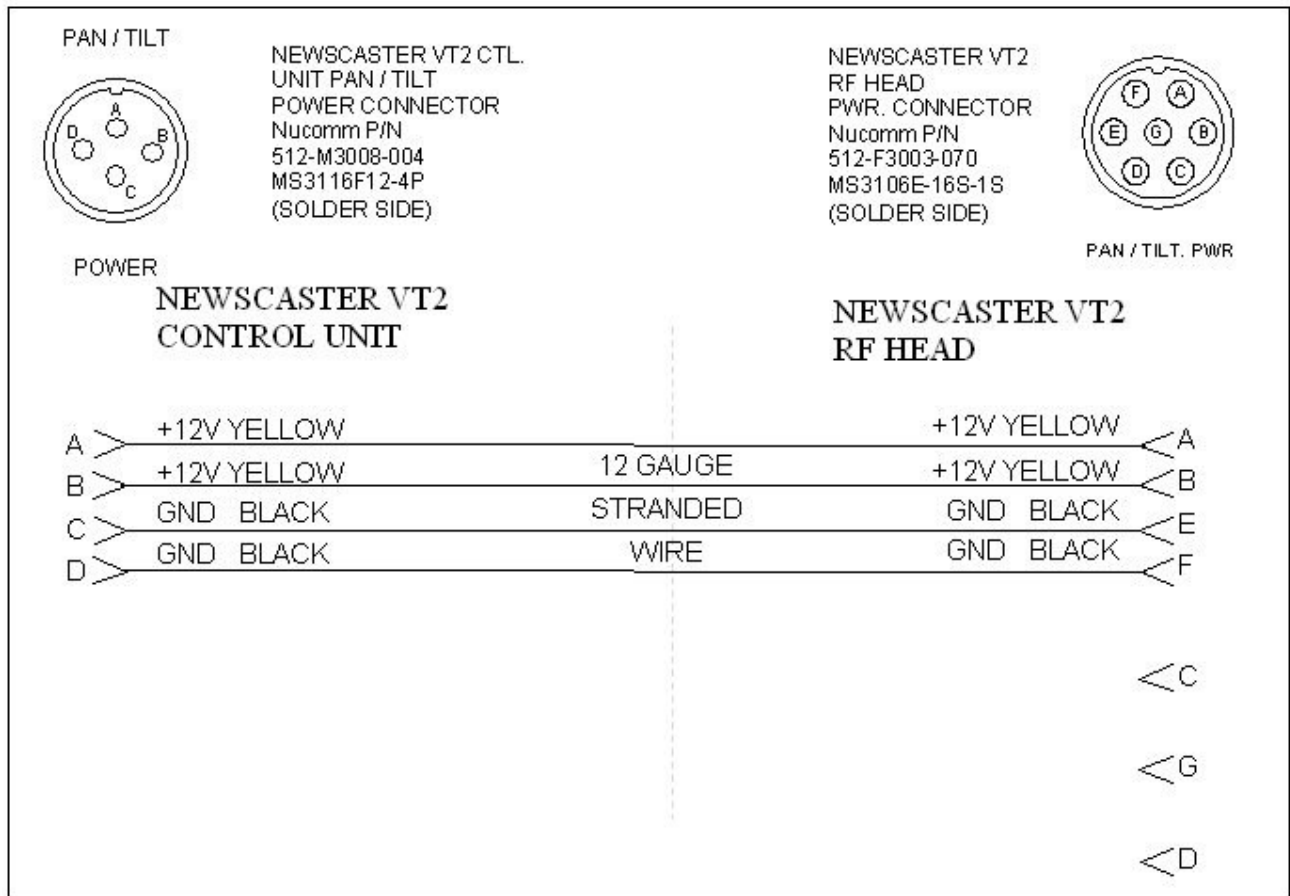 PAN / TILT
A
D
B
C
POWER
NEWSCASTER VT2 CTL.
UNIT PAN / TILT
POWER CONNECTOR
Nucomm P/N
512-M3008-004
MS3116F12-4P
(SOLDER SIDE)
NEWSCASTER VT2
RF HEAD
PWR. CONNECTOR
Nucomm P/N
512-F3003-070
MS3106E-16S-1S
(SOLDER SIDE)
F A
E G B
D C
PAN / TILT. PWR
NEWSCASTER VT2
CONTROL UNIT
NEWSCASTER VT2
RF HEAD
A +12V YELLOW +12V YELLOW A
12 GAUGE
B +12V YELLOW +12V YELLOW B
STRANDED
C GND BLACK GND BLACK E
WIRE
D GND BLACK GND BLACK F
C
G
D